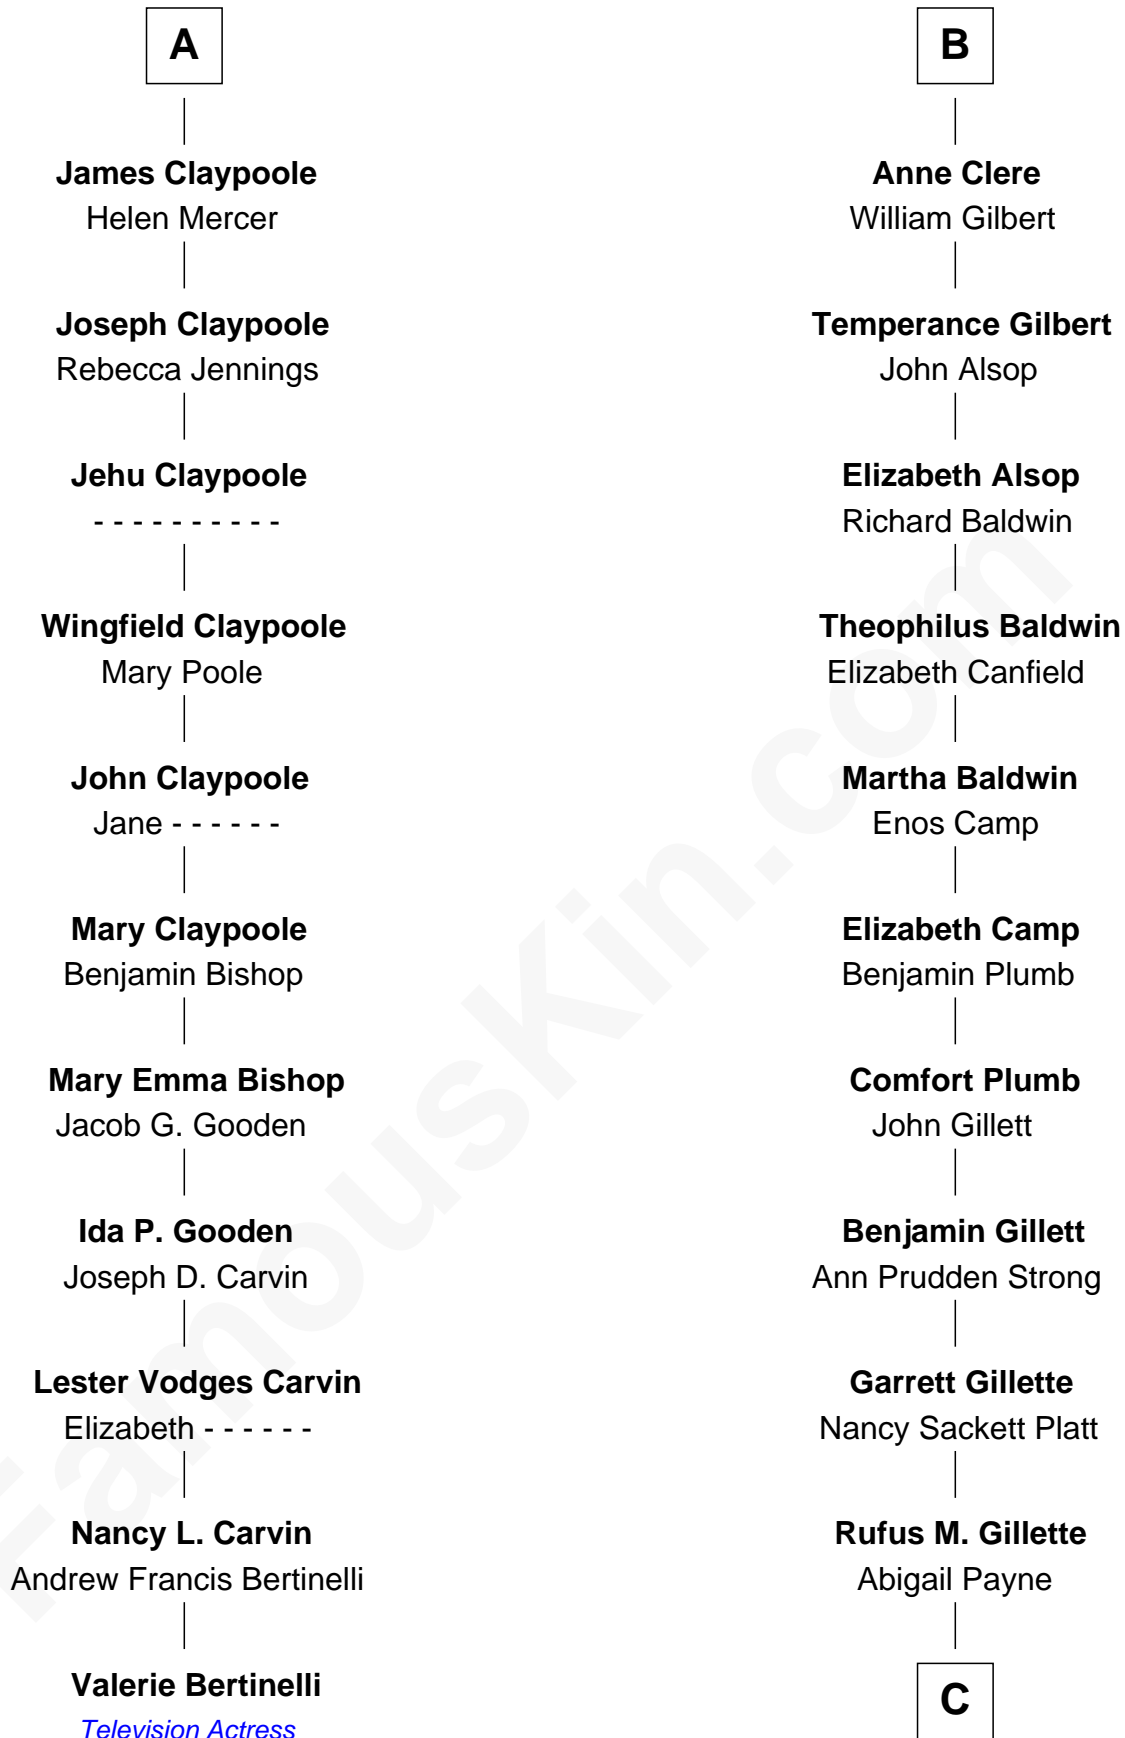 A
James Claypoole
Helen Mercer
Joseph Claypoole
Rebecca Jennings
Jehu Claypoole
- - - - - - - - - -
Wingfield Claypoole
Mary Poole
John Claypoole
Jane - - - - - -
Mary Claypoole
Benjamin Bishop
Mary Emma Bishop
Jacob G. Gooden
Ida P. Gooden
Joseph D. Carvin
Lester Vodges Carvin
Elizabeth - - - - - -
Nancy L. Carvin
Andrew Francis Bertinelli
Valerie Bertinelli
Television Actress
B
Anne Clere
William Gilbert
Temperance Gilbert
John Alsop
Elizabeth Alsop
Richard Baldwin
Theophilus Baldwin
Elizabeth Canfield
Martha Baldwin
Enos Camp
Elizabeth Camp
Benjamin Plumb
Comfort Plumb
John Gillett
Benjamin Gillett
Ann Prudden Strong
Garrett Gillette
Nancy Sackett Platt
Rufus M. Gillette
Abigail Payne
C
FamousKin.com